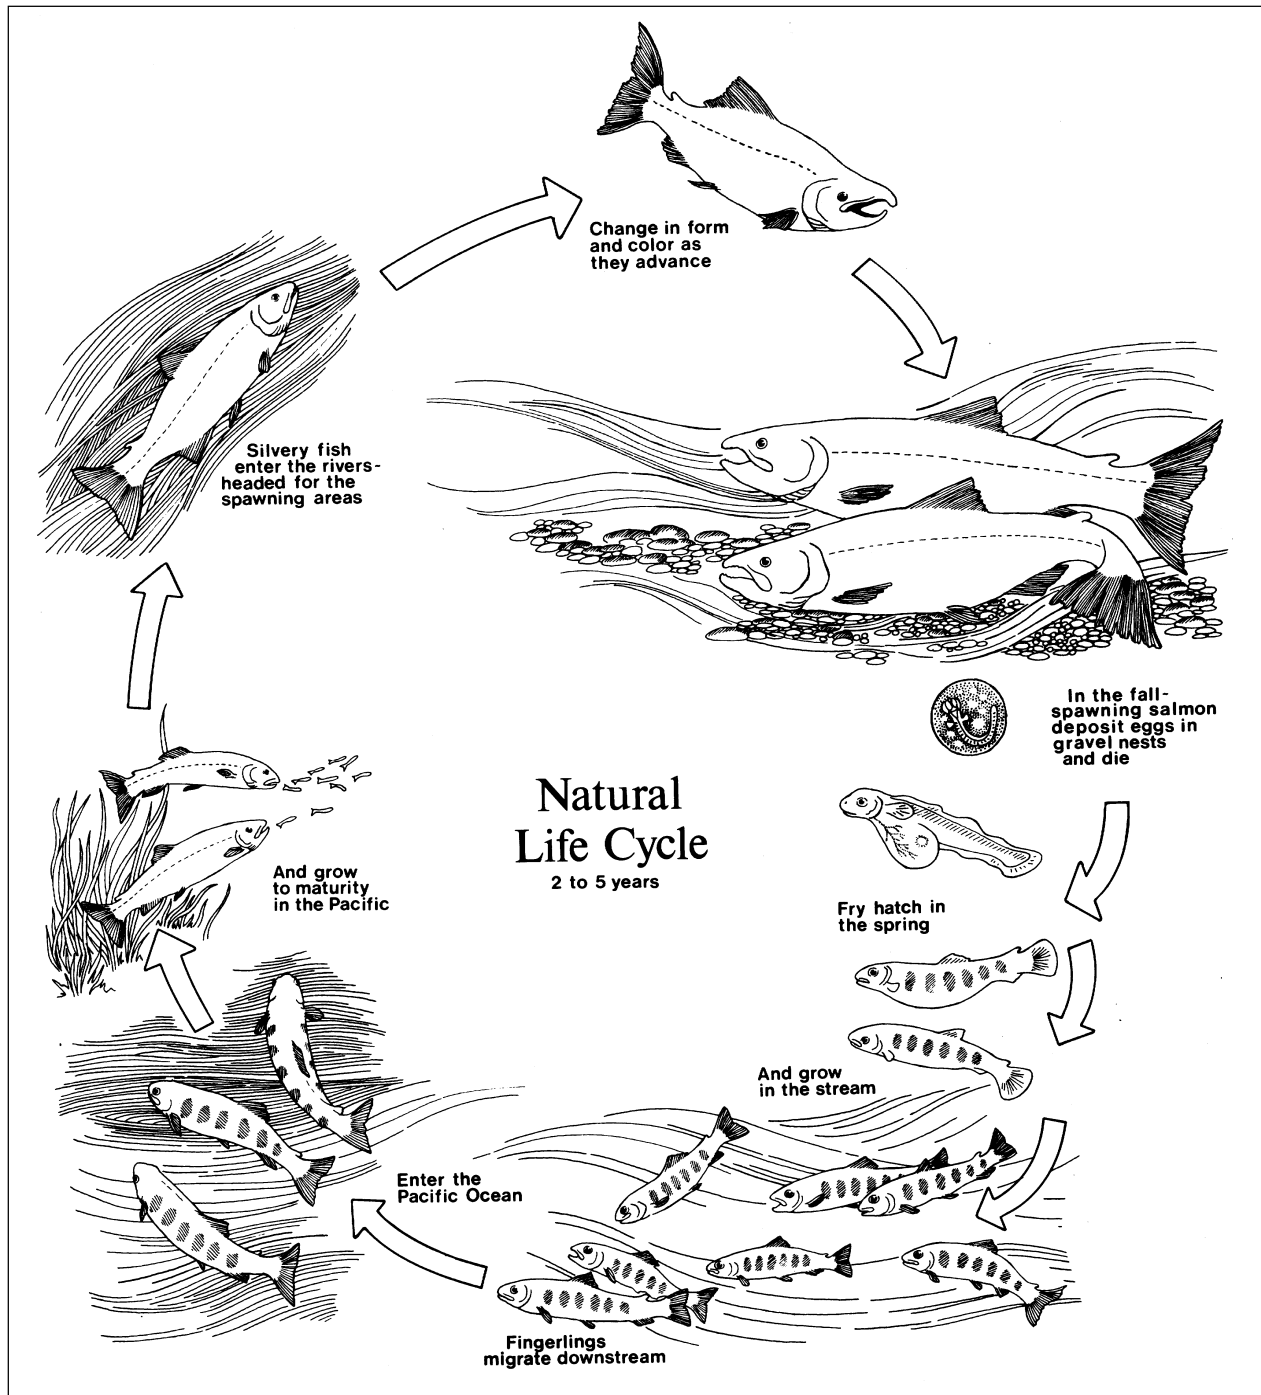 Change in form
and color as
they advance
Silvery fish
enter the rivers-
headed for the
spawning areas
In the fall-
spawning salmon
deposit eggs in
gravel nests
and die
Natural
Life Cycle
2 to 5 years
And grow
to maturity
in the Pacific
Fry hatch in
the spring
And grow
in the stream
Enter the
Pacific Ocean
Fingerlings
migrate downstream